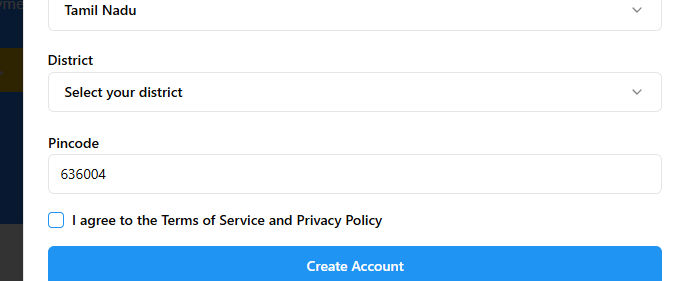 Tamil Nadu
District
Select your district
Pincode
636004
I agree to the Terms of Service and Privacy Policy
Create Account